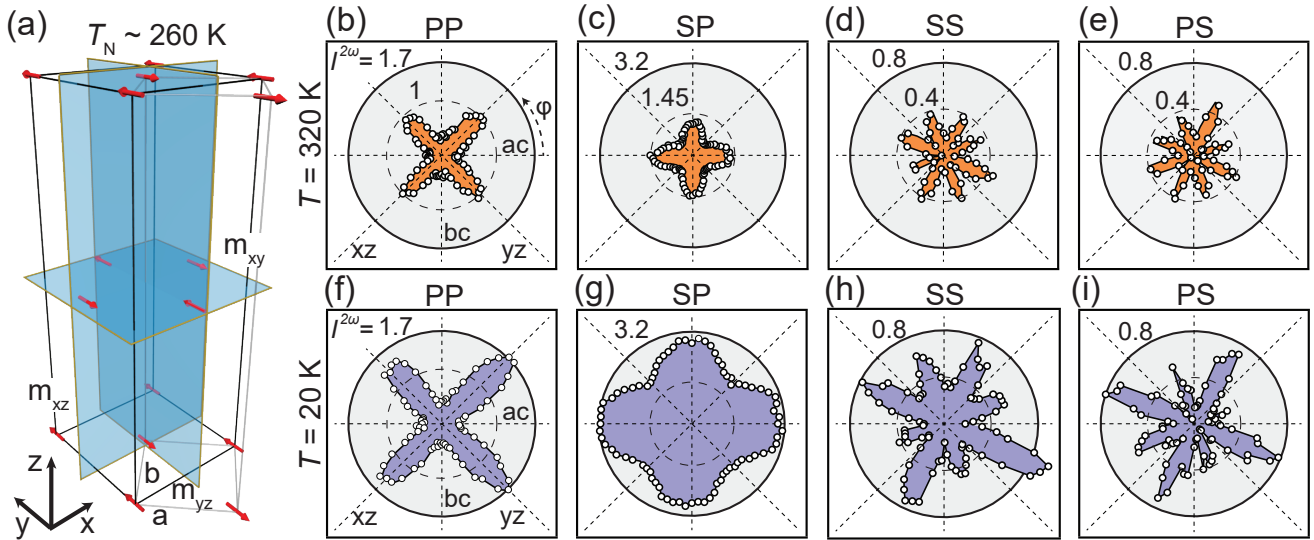 (a)
T_N ~ 260 K
m_xy
m_xz
m_yz
z
y
x
b
a
T = 320 K
(b)
PP
I^2ω = 1.7
1
φ
ac
bc
xz
yz
(c)
SP
3.2
1.45
(d)
SS
0.8
0.4
(e)
PS
0.8
0.4
T = 20 K
(f)
PP
I^2ω = 1.7
ac
bc
xz
yz
(g)
SP
3.2
(h)
SS
0.8
(i)
PS
0.8